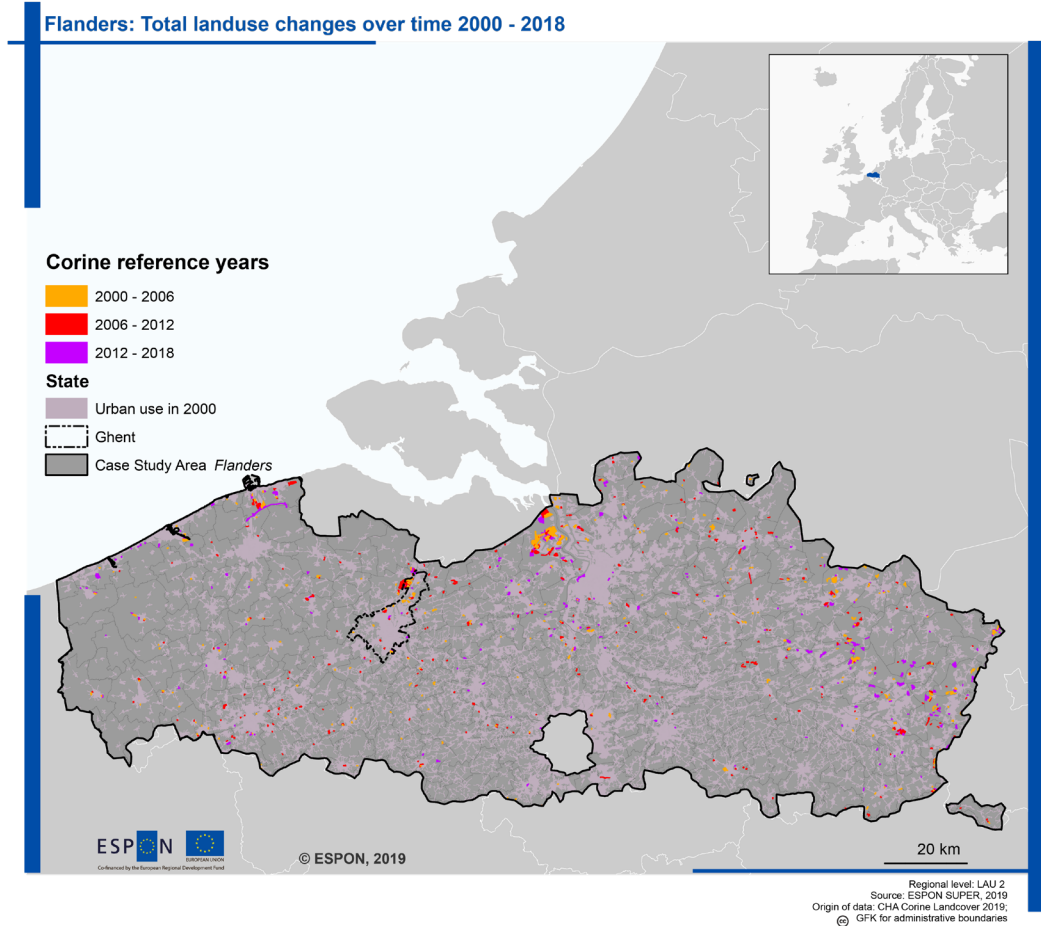 Flanders: Total landuse changes over time 2000 - 2018
Corine reference years
2000 - 2006
2006 - 2012
2012 - 2018
State
Urban use in 2000
Ghent
Case Study Area Flanders
ESPON
EUROPEAN UNION
Co-financed by the European Regional Development Fund
© ESPON, 2019
20 km
Regional level: LAU 2
Source: ESPON SUPER, 2019
Origin of data: CHA Corine Landcover 2019;
cc GFK for administrative boundaries